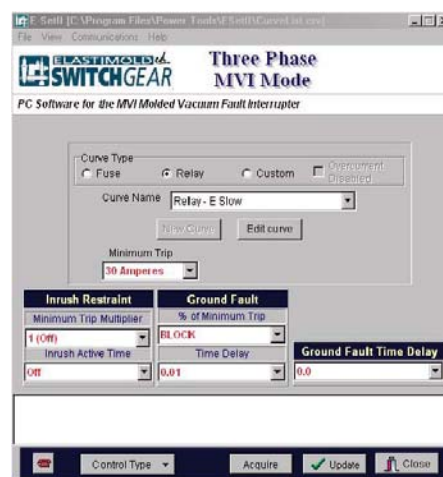 E-SetII [C:\Program Files\Power Tools\ESetII\CurveList.csv]
File View Communications Help
ELASTIMOLD
SWITCHGEAR
Three Phase
MVI Mode
PC Software for the MVI Molded Vacuum Fault Interrupter
Curve Type
Fuse Relay Custom Overcurrent
Disabled
Curve Name Relay - E Slow
New Curve Edit curve
Minimum Trip
30 Amperes
Inrush Restraint Ground Fault
Minimum Trip Multiplier % of Minimum Trip
1 (Off) BLOCK
Inrush Active Time Time Delay Ground Fault Time Delay
Off 0.01 0.0
Control Type Acquire Update Close